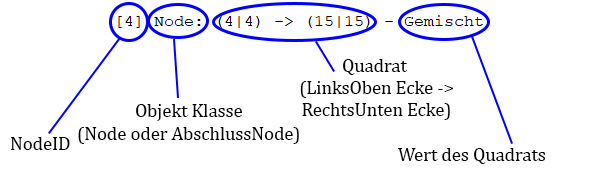 [4] Node: (4|4) -> (15|15) - Gemischt
Quadrat
(LinksOben Ecke ->
RechtsUnten Ecke)
Objekt Klasse
(Node oder AbschlussNode)
NodeID
Wert des Quadrats